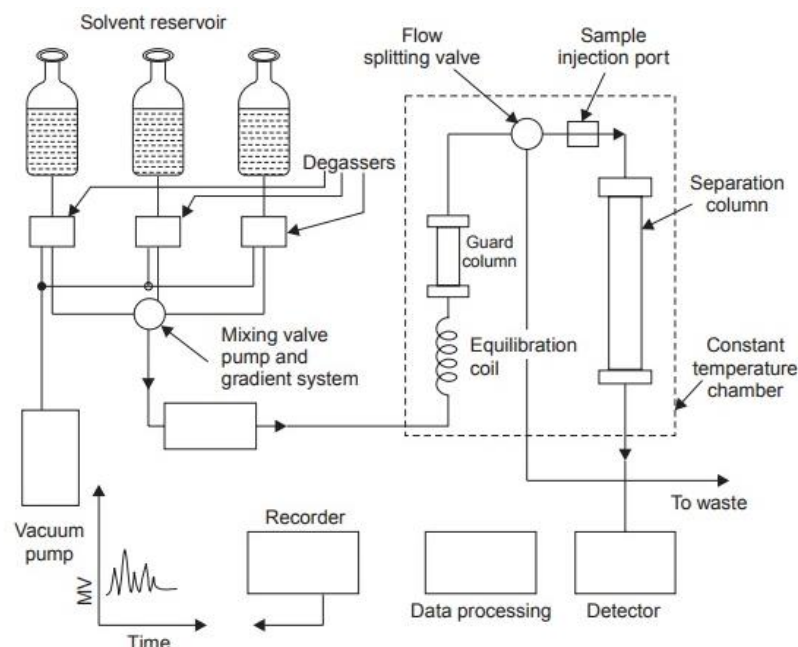 Solvent reservoir
Flow
splitting valve
Sample
injection port
Degassers
Separation
column
Guard
column
Mixing valve
pump and
gradient system
Equilibration
coil
Constant
temperature
chamber
To waste
Vacuum
pump
MV
Time
Recorder
Data processing
Detector